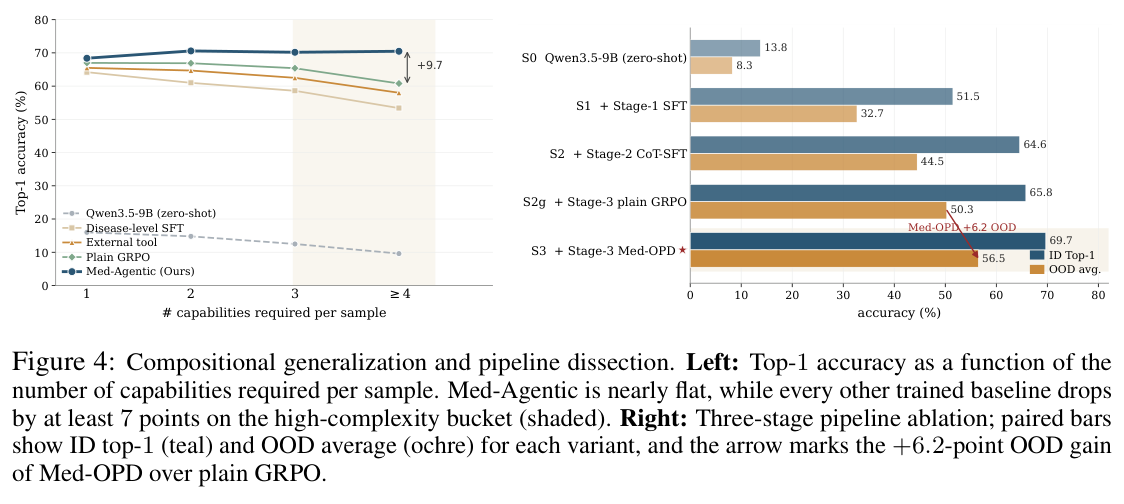 80
70
60
50
40
30
20
10
0
Top-1 accuracy (%)
+9.7
Qwen3.5-9B (zero-shot)
Disease-level SFT
External tool
Plain GRPO
Med-Agentic (Ours)
1 2 3 ≥ 4
# capabilities required per sample
S0 Qwen3.5-9B (zero-shot)
13.8
8.3
S1 + Stage-1 SFT
51.5
32.7
S2 + Stage-2 CoT-SFT
64.6
44.5
S2g + Stage-3 plain GRPO
65.8
50.3
Med-OPD +6.2 OOD
S3 + Stage-3 Med-OPD ★
69.7
56.5
ID Top-1
OOD avg.
0 10 20 30 40 50 60 70 80
accuracy (%)
Figure 4: Compositional generalization and pipeline dissection. Left: Top-1 accuracy as a function of the
number of capabilities required per sample. Med-Agentic is nearly flat, while every other trained baseline drops
by at least 7 points on the high-complexity bucket (shaded). Right: Three-stage pipeline ablation; paired bars
show ID top-1 (teal) and OOD average (ochre) for each variant, and the arrow marks the +6.2-point OOD gain
of Med-OPD over plain GRPO.